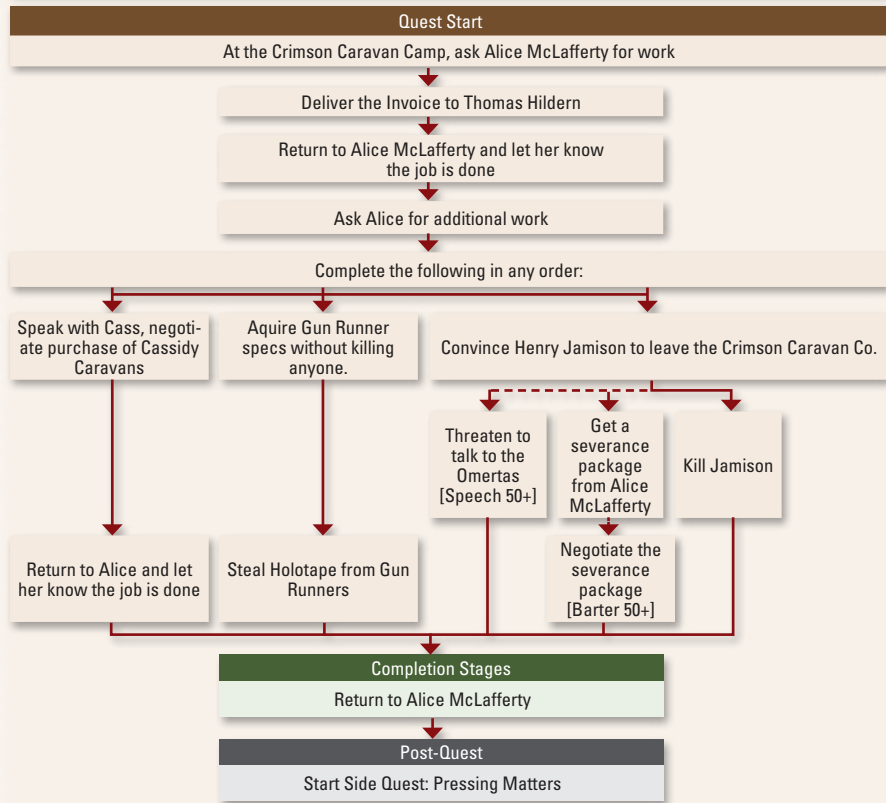 Quest Start
At the Crimson Caravan Camp, ask Alice McLafferty for work
Deliver the Invoice to Thomas Hildern
Return to Alice McLafferty and let her know
the job is done
Ask Alice for additional work
Complete the following in any order:
Speak with Cass, negoti-
ate purchase of Cassidy
Caravans
Aquire Gun Runner
specs without killing
anyone.
Convince Henry Jamison to leave the Crimson Caravan Co.
Threaten to
talk to the
Omertas
[Speech 50+]
Get a
severance
package
from Alice
McLafferty
Kill Jamison
Return to Alice and let
her know the job is done
Steal Holotape from Gun
Runners
Negotiate the
severance
package
[Barter 50+]
Completion Stages
Return to Alice McLafferty
Post-Quest
Start Side Quest: Pressing Matters